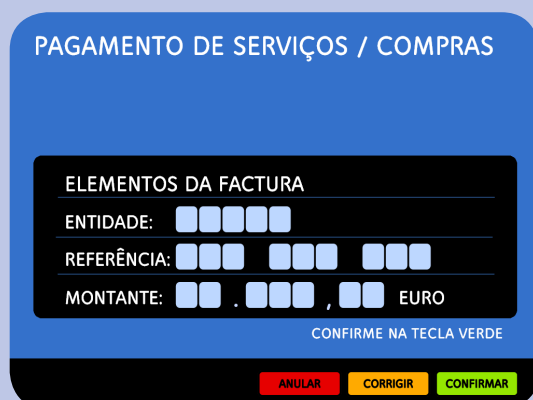 PAGAMENTO DE SERVIÇOS / COMPRAS
ELEMENTOS DA FACTURA
ENTIDADE:
REFERÊNCIA:
MONTANTE: . , EURO
CONFIRME NA TECLA VERDE
ANULAR CORRIGIR CONFIRMAR